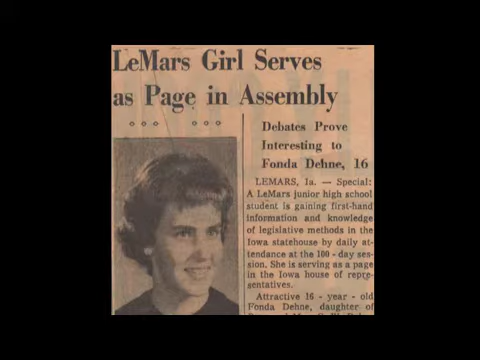 LeMars Girl Serves
as Page in Assembly
Debates Prove
Interesting to
Fonda Dehne, 16
LEMARS, Ia. — Special:
A LeMars junior high school
student is gaining first-hand
information and knowledge
of legislative methods in the
Iowa statehouse by daily at-
tendance at the 100 - day ses-
sion. She is serving as a page
in the Iowa house of repre-
sentatives.
Attractive 16 - year - old
Fonda Dehne, daughter of